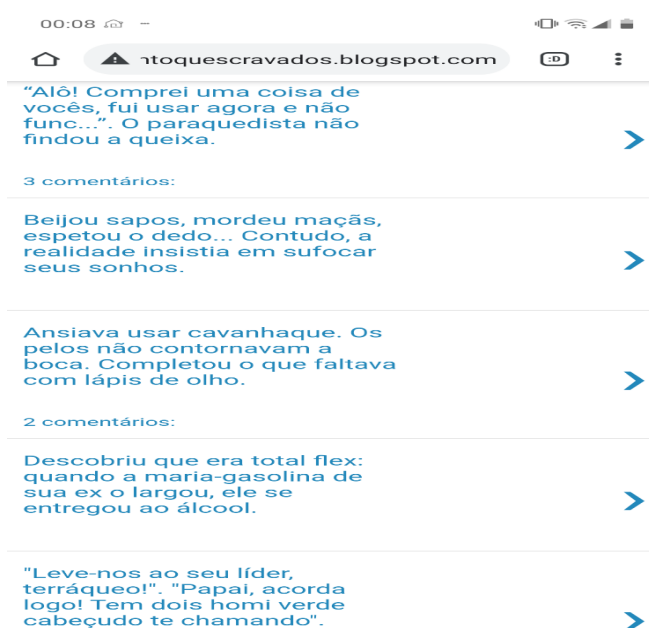 00:08
ntoquescravados.blogspot.com
:D
“Alô! Comprei uma coisa de
vocês, fui usar agora e não
func...”. O paraquedista não
findou a queixa.
3 comentários:
Beijou sapos, mordeu maçãs,
espetou o dedo... Contudo, a
realidade insistia em sufocar
seus sonhos.
Ansiava usar cavanhaque. Os
pelos não contornavam a
boca. Completou o que faltava
com lápis de olho.
2 comentários:
Descobriu que era total flex:
quando a maria-gasolina de
sua ex o largou, ele se
entregou ao álcool.
"Leve-nos ao seu líder,
terráqueo!". "Papai, acorda
logo! Tem dois homi verde
cabeçudo te chamando".